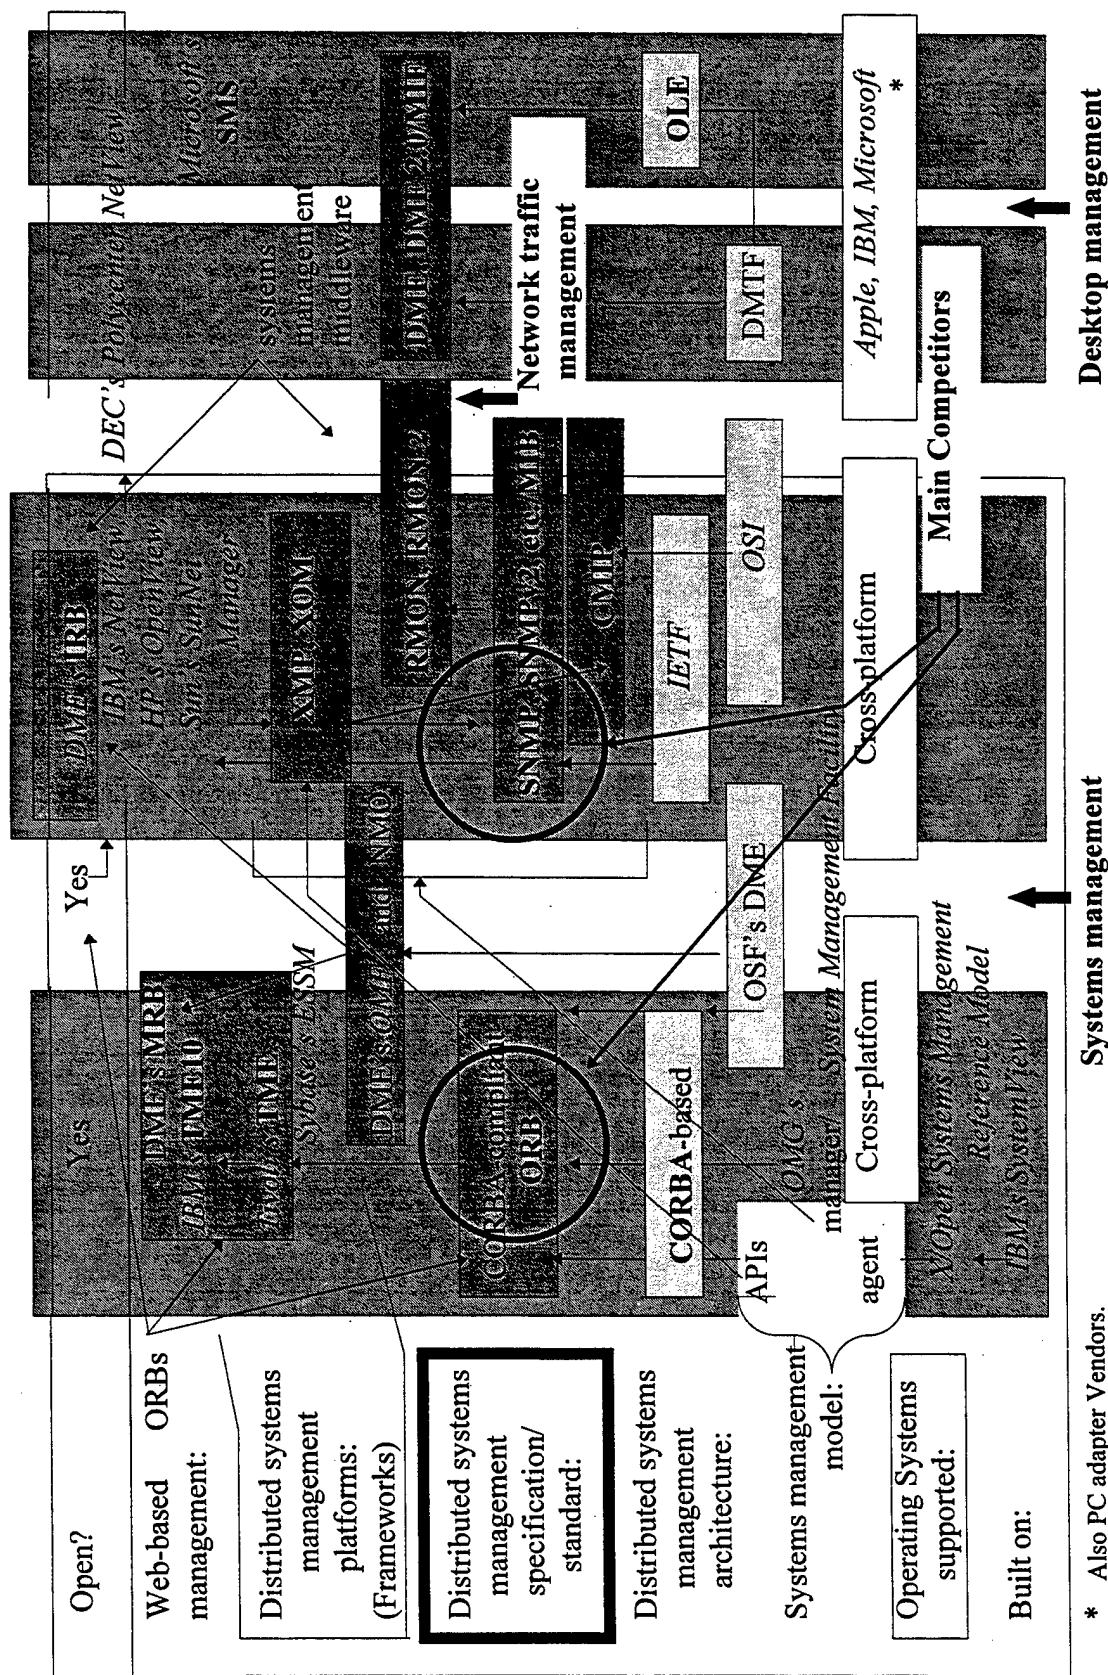 Open?
Yes
Yes
DEC's Polycenter NetView
Web-based
management:
ORBs
DME's MRB
IBM's TME10
Tivoli's TME
DME's IRB
IBM's NetView
HP's OpenView
Sun's SunNet
Manager
Microsoft's
SMS
Distributed systems
management
platforms:
(Frameworks)
Sybase's ESSM
systems
management
middleware
XMP/XOM
DME's OMF and NMO
RMON/RMON 2/
DME/DME 2.0/MIF
Distributed systems
management
specification/
standard:
CORBA-compliant
ORB
SNMP/SNMPv2,etc/MIB
CMIP
Network traffic
management
Distributed systems
management
architecture:
CORBA-based
IETF
OLE
OSF's DME
OSI
DMTF
Systems management
model:
APIs
manager
agent
OMG's System Management Facility
Operating Systems
supported:
Cross-platform
Cross-platform
Apple, IBM, Microsoft
*
Main Competitors
Built on:
X/Open Systems Management
Reference Model
IBM's SystemView
Systems management
Desktop management
* Also PC adapter Vendors.